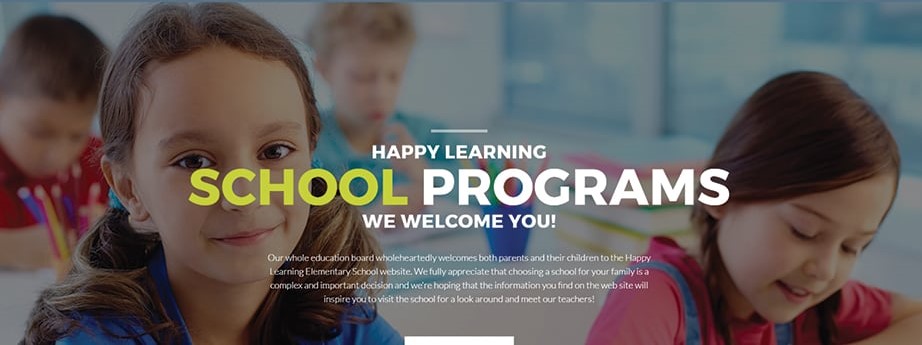 HAPPY LEARNING
SCHOOL PROGRAMS
WE WELCOME YOU!
Our whole education board wholeheartedly welcomes both parents and their children to the Happy
Learning Elementary School website. We fully appreciate that choosing a school for your family is a
complex and important decision and we're hoping that the information you find on the web site will
inspire you to visit the school for a look around and meet our teachers!